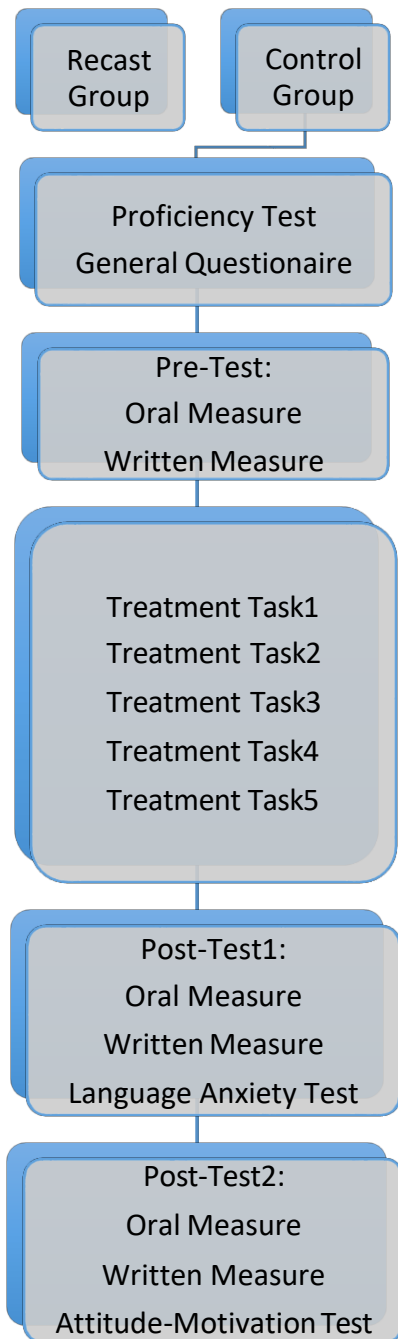 Recast
Group
Control
Group
Proficiency Test
General Questionaire
Pre-Test:
Oral Measure
Written Measure
Treatment Task1
Treatment Task2
Treatment Task3
Treatment Task4
Treatment Task5
Post-Test1:
Oral Measure
Written Measure
Language Anxiety Test
Post-Test2:
Oral Measure
Written Measure
Attitude-Motivation Test